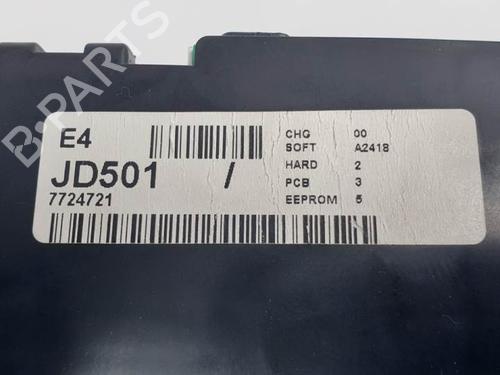 E4
JD501 /
7724721
CHG 00
SOFT A2418
HARD 2
PCB 3
EEPROM 5
B-PARTS